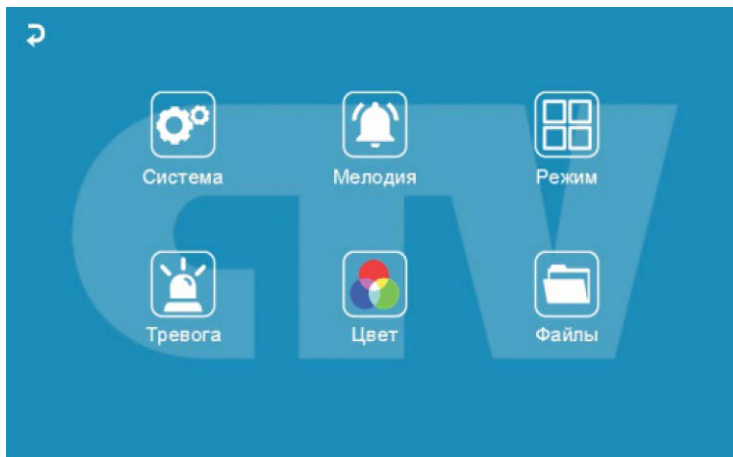 CTV
Система
Мелодия
Режим
Тревога
Цвет
Файлы